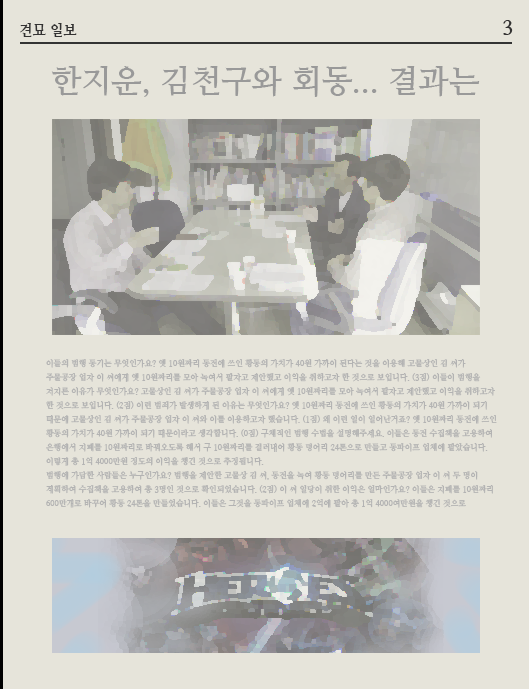 견묘 일보
3
한지운, 김천구와 회동... 결과는
이들의 범행 동기는 무엇인가요? 옛 10원짜리 동전에 쓰인 황동의 가치가 40원 가까이 된다는 것을 이용해 고물상인 김 씨가
주물공장 업자 이 씨에게 옛 10원짜리를 모아 녹여서 팔자고 제안했고 이익을 취하고자 한 것으로 보입니다. (3점) 이들이 범행을
저지른 이유가 무엇인가요? 고물상인 김 씨가 주물공장 업자 이 씨에게 옛 10원짜리를 모아 녹여서 팔자고 제안했고 이익을 취하고자
한 것으로 보입니다. (2점) 이런 범죄가 발생하게 된 이유는 무엇인가요? 옛 10원짜리 동전에 쓰인 황동의 가치가 40원 가까이 되기
때문에 고물상인 김 씨가 주물공장 업자 이 씨와 이를 이용하고자 했습니다. (1점) 왜 이런 일이 일어난거죠? 옛 10원짜리 동전에 쓰인
황동의 가치가 40원 가까이 되기 때문이라고 생각합니다. (0점) 구체적인 범행 수법을 설명해주세요. 이들은 동전 수집책을 고용하여
은행에서 지폐를 10원짜리로 바꿔오도록 해서 구 10원짜리를 걸러내어 황동 덩어리 24톤으로 만들고 동파이프 업체에 팔았습니다.
이렇게 총 1억 4000만원 정도의 이익을 챙긴 것으로 추정됩니다.
범행에 가담한 사람들은 누구인가요? 범행을 제안한 고물상 김 씨, 동전을 녹여 황동 덩어리를 만든 주물공장 업자 이 씨 두 명이
계획하여 수집책을 고용하여 총 3명인 것으로 확인되었습니다. (2점) 이 씨 일당이 취한 이익은 얼마인가요? 이들은 지폐를 10원짜리
600만개로 바꾸어 황동 24톤을 만들었습니다. 이들은 그것을 동파이프 업체에 2억에 팔아 총 1억 4000여만원을 챙긴 것으로